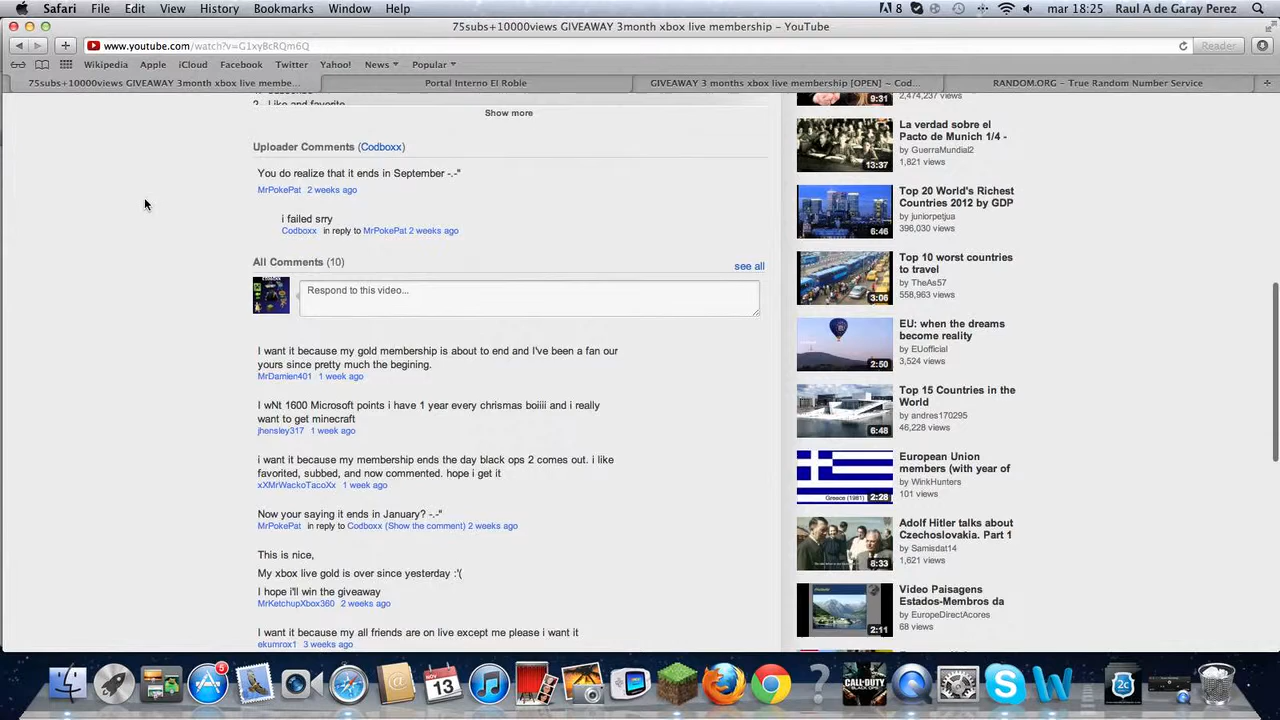 Safari File Edit View History Bookmarks Window Help 8 mar 18:25 Raul A de Garay Perez
75subs+10000views GIVEAWAY 3month xbox live membership – YouTube
www.youtube.com/watch?v=G1xyBcRQm6Q Reader
Wikipedia Apple iCloud Facebook Twitter Yahoo! News Popular
75subs+10000views GIVEAWAY 3month xbox live membe... Portal Interno El Roble GIVEAWAY 3 months xbox live membership [OPEN] ~ Cod... RANDOM.ORG – True Random Number Service
2. Like and favorite
Show more
Uploader Comments (Codboxx)
You do realize that it ends in September -.-"
MrPokePat 2 weeks ago
i failed srry
Codboxx in reply to MrPokePat 2 weeks ago
All Comments (10)
see all
Respond to this video...
I want it because my gold membership is about to end and I've been a fan our
yours since pretty much the begining.
MrDamien401 1 week ago
I wNt 1600 Microsoft points i have 1 year every chrismas boiiii and i really
want to get minecraft
jhensley317 1 week ago
i want it because my membership ends the day black ops 2 comes out. i like
favorited, subbed, and now commented. hope i get it
xXMrWackoTacoXx 1 week ago
Now your saying it ends in January? -.-"
MrPokePat in reply to Codboxx (Show the comment) 2 weeks ago
This is nice,
My xbox live gold is over since yesterday :'(
I hope i'll win the giveaway
MrKetchupXbox360 2 weeks ago
I want it because my all friends are on live except me please i want it
ekumrox1 3 weeks ago
9:31
2,474,237 views
La verdad sobre el
Pacto de Munich 1/4 -
by GuerraMundial2
1,821 views
13:37
Top 20 World's Richest
Countries 2012 by GDP
by juniorpetjua
396,030 views
6:46
Top 10 worst countries
to travel
by TheAs57
558,963 views
3:06
EU: when the dreams
become reality
by EUofficial
3,524 views
2:50
Top 15 Countries in the
World
by andres170295
46,228 views
6:48
European Union
members (with year of
by WinkHunters
101 views
Greece (1981)
2:28
Adolf Hitler talks about
Czechoslovakia. Part 1
by Samisdat14
1,621 views
8:33
Video Paisagens
Estados-Membros da
by EuropeDirectAcores
68 views
2:11
5
NOV
13
CALL OF DUTY
BLACK OPS
2c